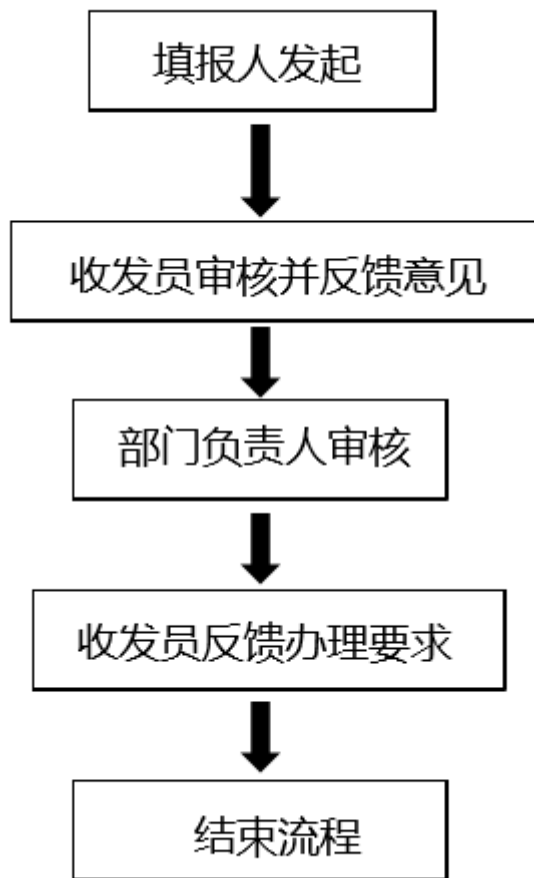 填报人发起
收发员审核并反馈意见
部门负责人审核
收发员反馈办理要求
结束流程